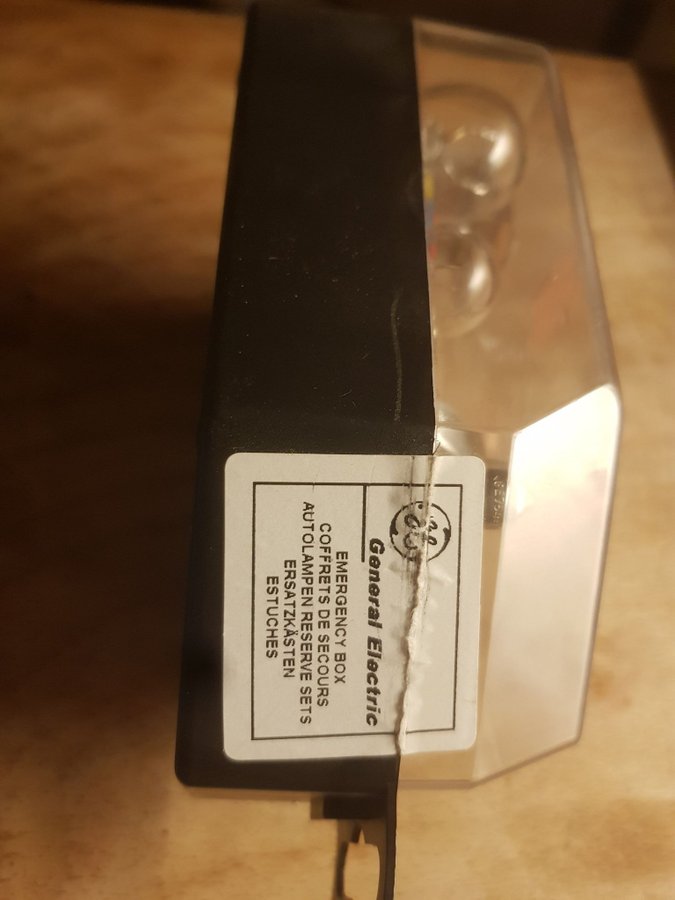 General Electric
EMERGENCY BOX
COFFRETS DE SECOURS
AUTOLAMPEN RESERVE SETS
ERSATZKÄSTEN
ESTUCHES